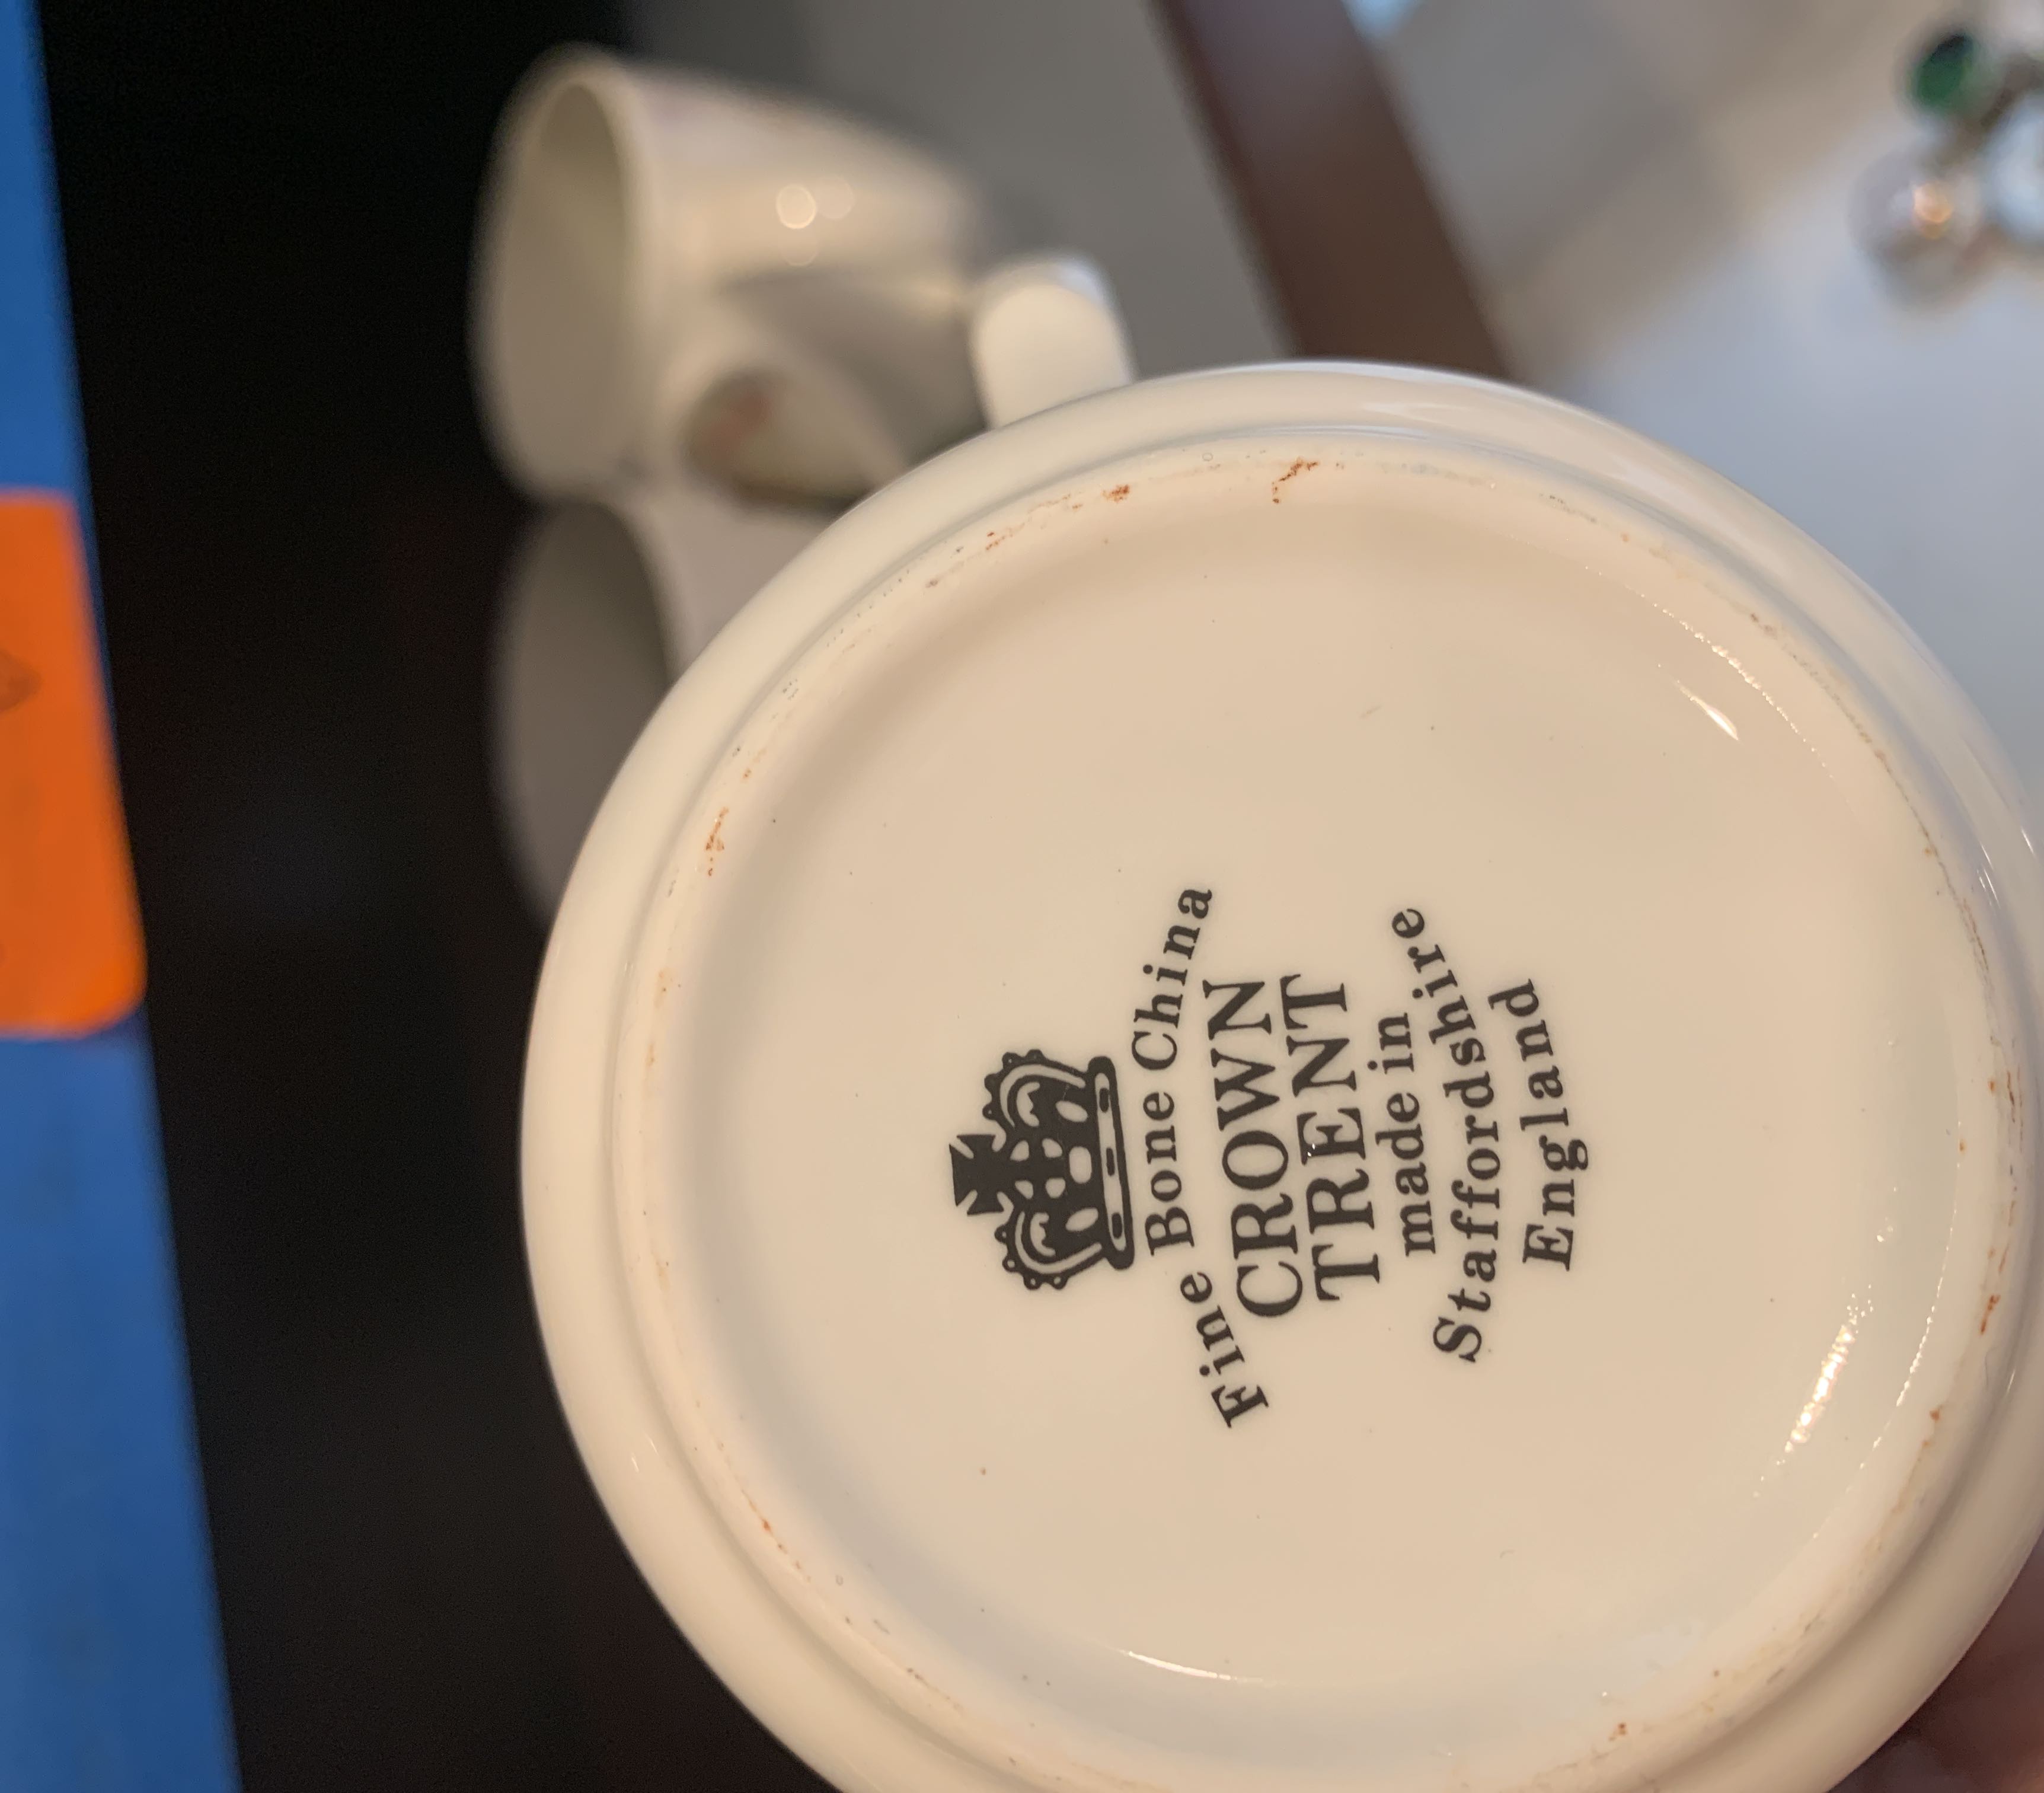 Fine Bone China
CROWN
TRENT
made in
Staffordshire
England